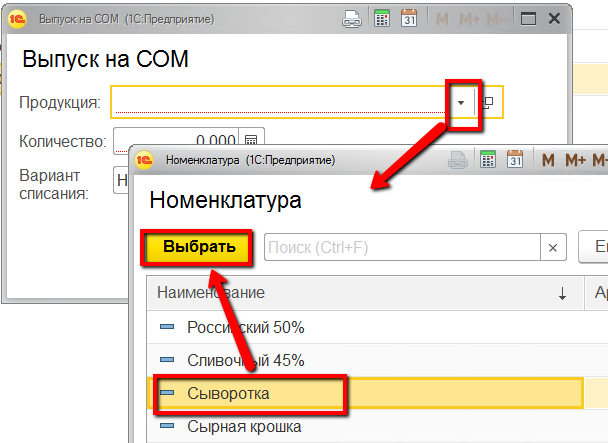 1С Выпуск на СОМ (1С:Предприятие) 31 M M+ M-
Выпуск на СОМ
Продукция:
Количество: 0,000
Вариант списания: Н
1С Номенклатура (1С:Предприятие) 31 M M+ M-
Номенклатура
Выбрать Поиск (Ctrl+F) × Е
Наименование ↓ Ар
Российский 50%
Сливочный 45%
Сыворотка
Сырная крошка